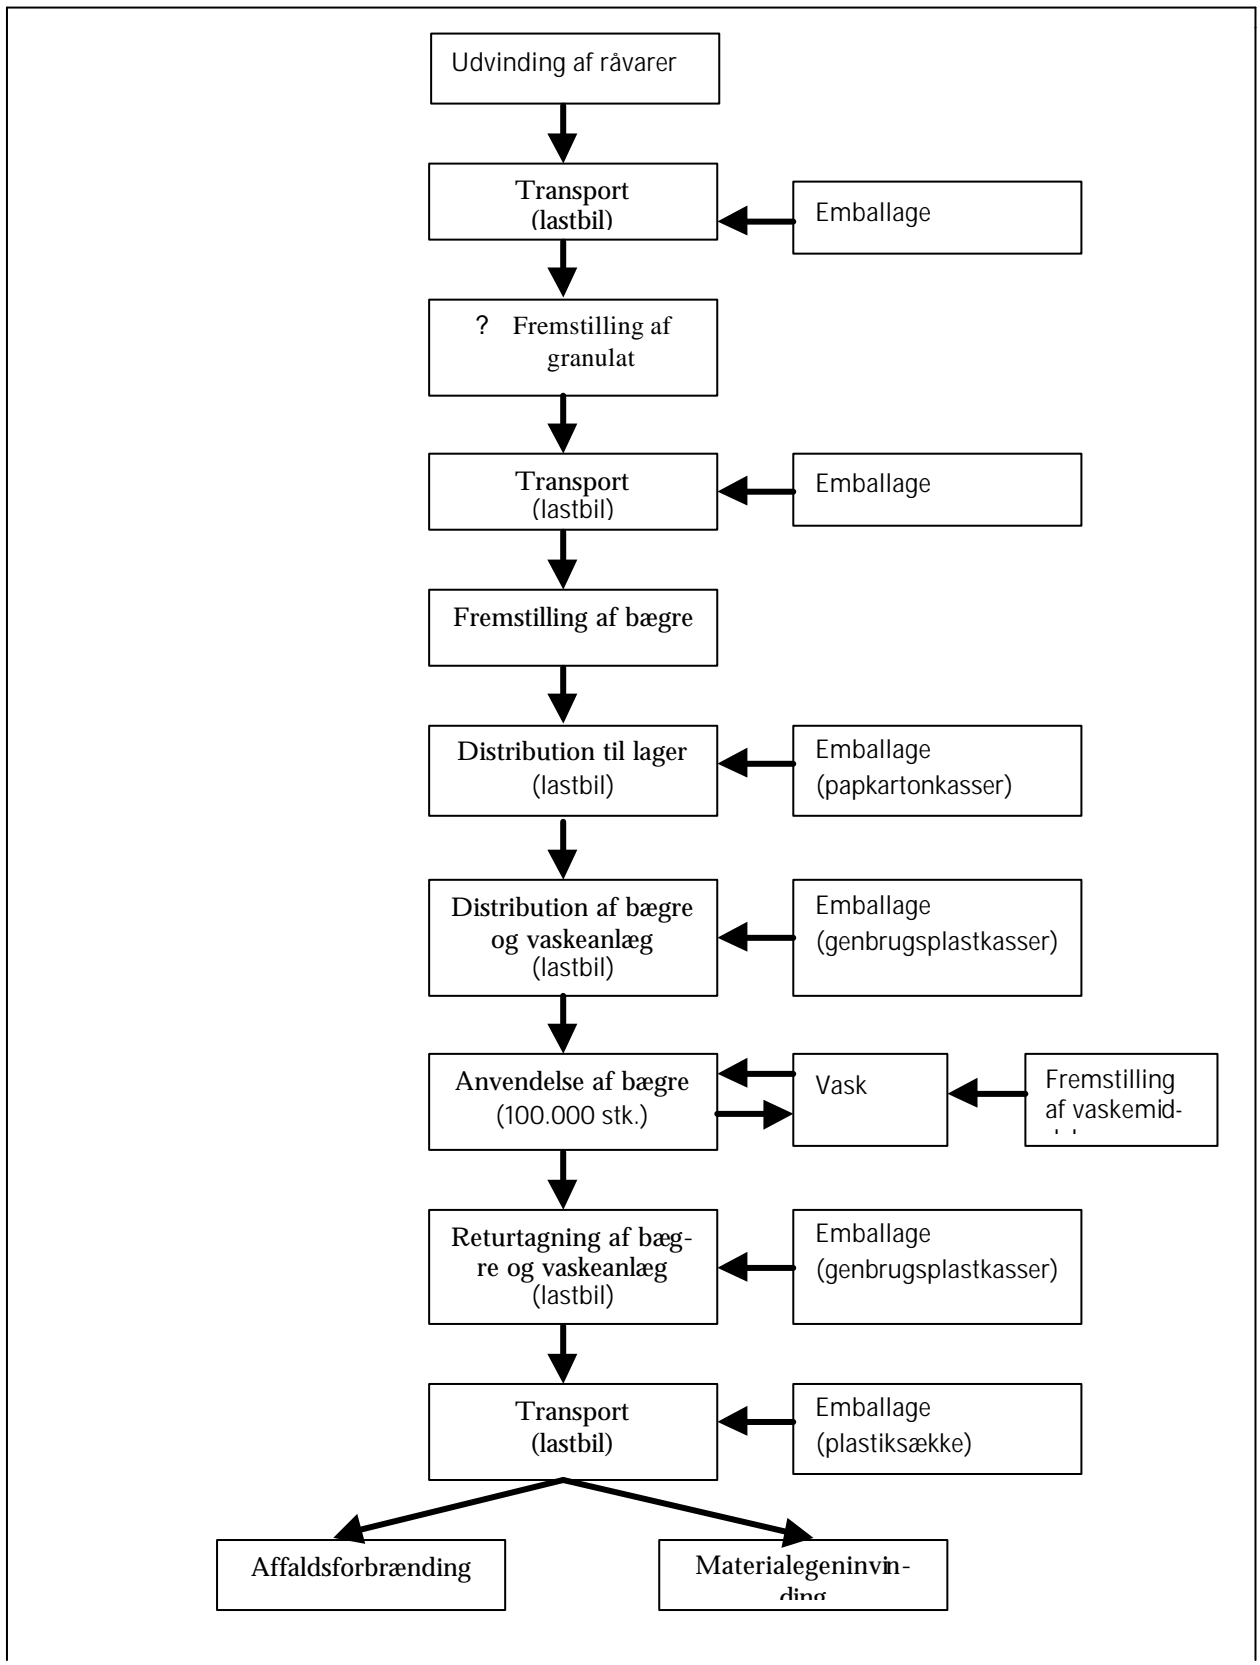 Udvinding af råvarer
Transport
(lastbil)
Emballage
? Fremstilling af
granulat
Transport
(lastbil)
Emballage
Fremstilling af bægre
Distribution til lager
(lastbil)
Emballage
(papkartonkasser)
Distribution af bægre
og vaskeanlæg
(lastbil)
Emballage
(genbrugsplastkasser)
Anvendelse af bægre
(100.000 stk.)
Vask
Fremstilling
af vaskemid-
Returtagning af bæg-
re og vaskeanlæg
(lastbil)
Emballage
(genbrugsplastkasser)
Transport
(lastbil)
Emballage
(plastiksække)
Affaldsforbrænding
Materialegeninvin-
ding